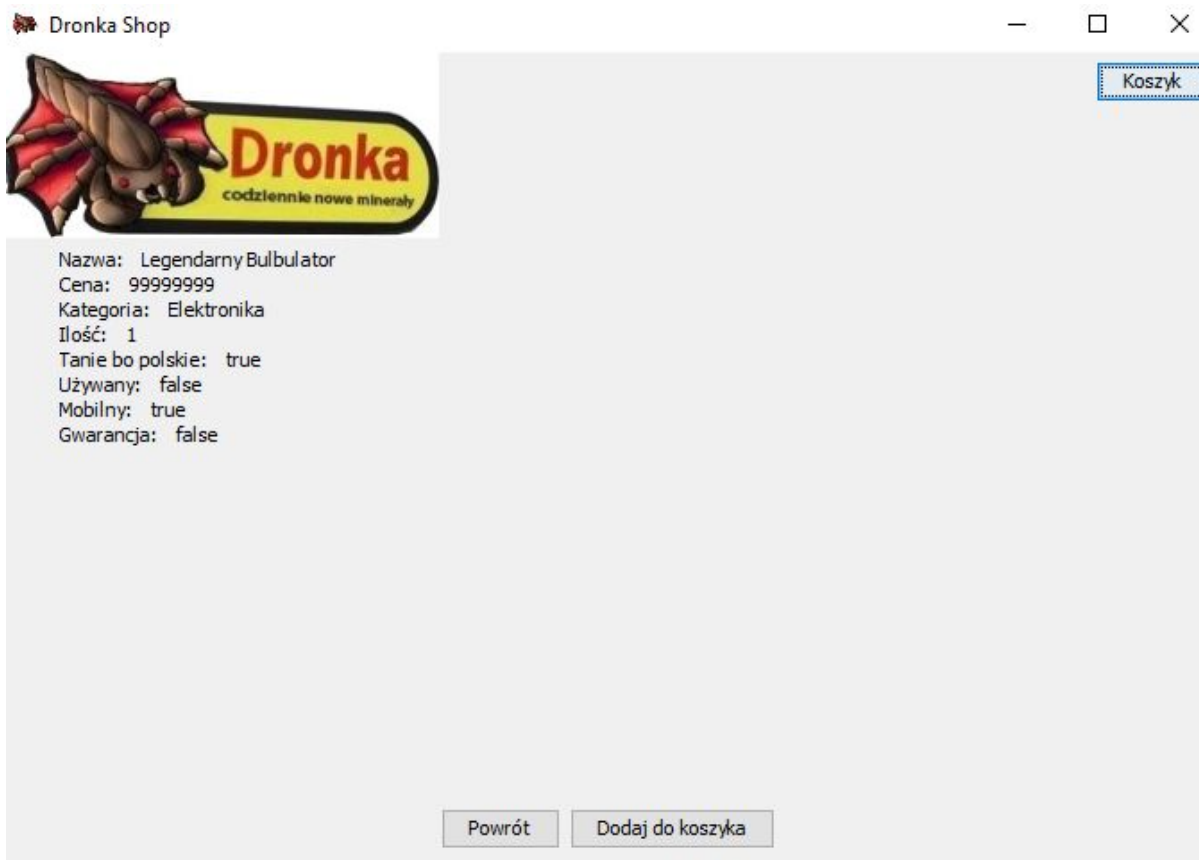 Dronka Shop
Koszyk
Dronka
codziennie nowe minerały
Nazwa: Legendarny Bulbulator
Cena: 99999999
Kategoria: Elektronika
Ilość: 1
Tanie bo polskie: true
Używany: false
Mobilny: true
Gwarancja: false
Powrót Dodaj do koszyka